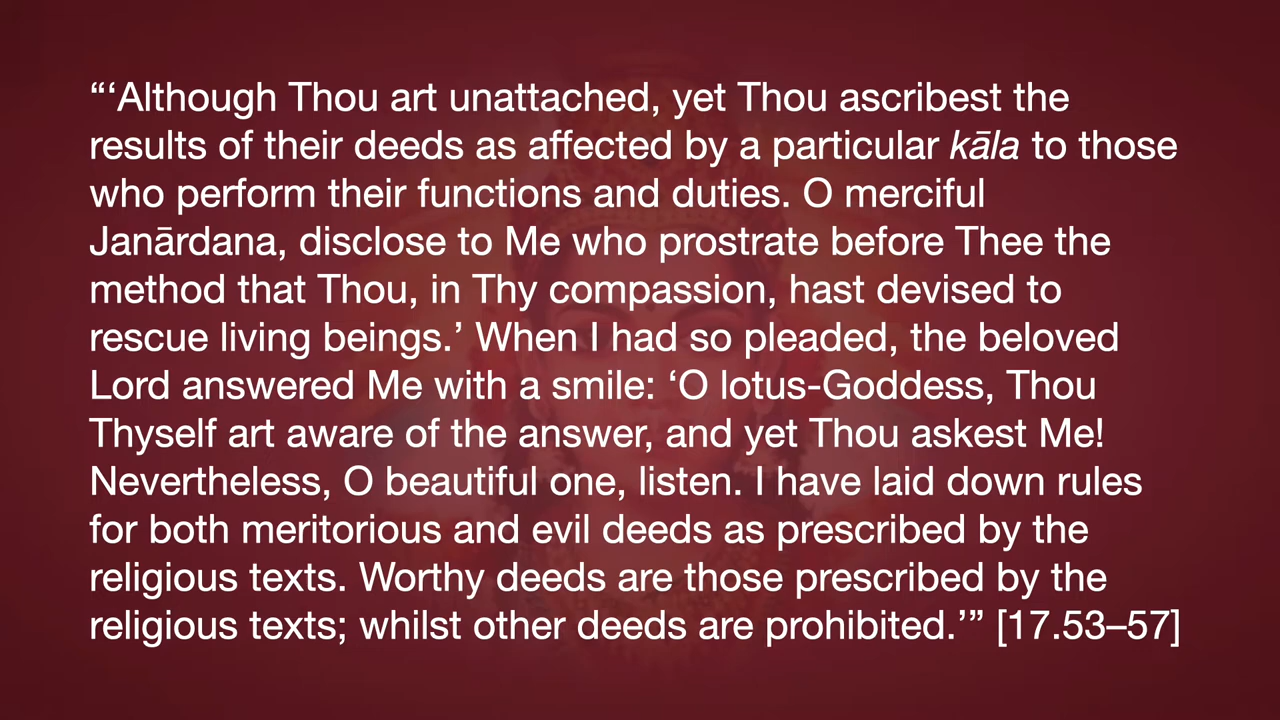 “‘Although Thou art unattached, yet Thou ascribest the
results of their deeds as affected by a particular kāla to those
who perform their functions and duties. O merciful
Janārdana, disclose to Me who prostrate before Thee the
method that Thou, in Thy compassion, hast devised to
rescue living beings.’ When I had so pleaded, the beloved
Lord answered Me with a smile: ‘O lotus-Goddess, Thou
Thyself art aware of the answer, and yet Thou askest Me!
Nevertheless, O beautiful one, listen. I have laid down rules
for both meritorious and evil deeds as prescribed by the
religious texts. Worthy deeds are those prescribed by the
religious texts; whilst other deeds are prohibited.’” [17.53–57]